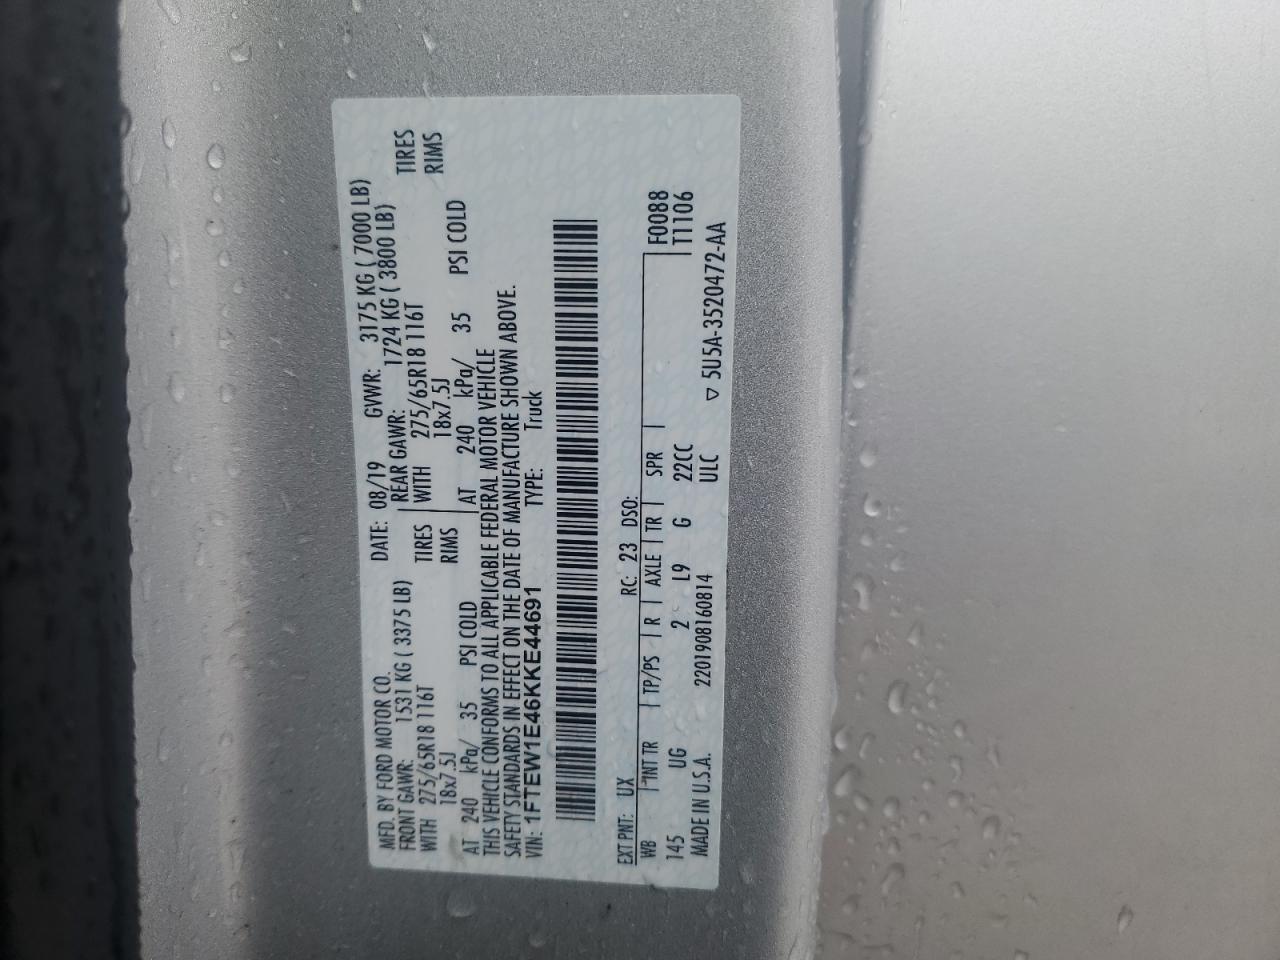 MFD. BY FORD MOTOR CO. DATE: 08/19 GVWR: 3175 KG ( 7000 LB)
FRONT GAWR: 1531 KG ( 3375 LB) REAR GAWR: 1724 KG ( 3800 LB)
WITH 275/65R18 116T TIRES WITH 275/65R18 116T TIRES
18x7.5J RIMS 18x7.5J RIMS
AT 240 kPa/ 35 PSI COLD AT 240 kPa/ 35 PSI COLD
THIS VEHICLE CONFORMS TO ALL APPLICABLE FEDERAL MOTOR VEHICLE
SAFETY STANDARDS IN EFFECT ON THE DATE OF MANUFACTURE SHOWN ABOVE.
VIN: 1FTEW1E46KKE44691 TYPE: Truck
EXT PNT: UX RC: 23 DSO:
WB | INT TR | TP/PS | R | AXLE | TR | SPR | F0088
145 UG 2 L9 G 22CC T1106
MADE IN U.S.A. 2201908160814 ULC ▽ 5U5A-3520472-AA